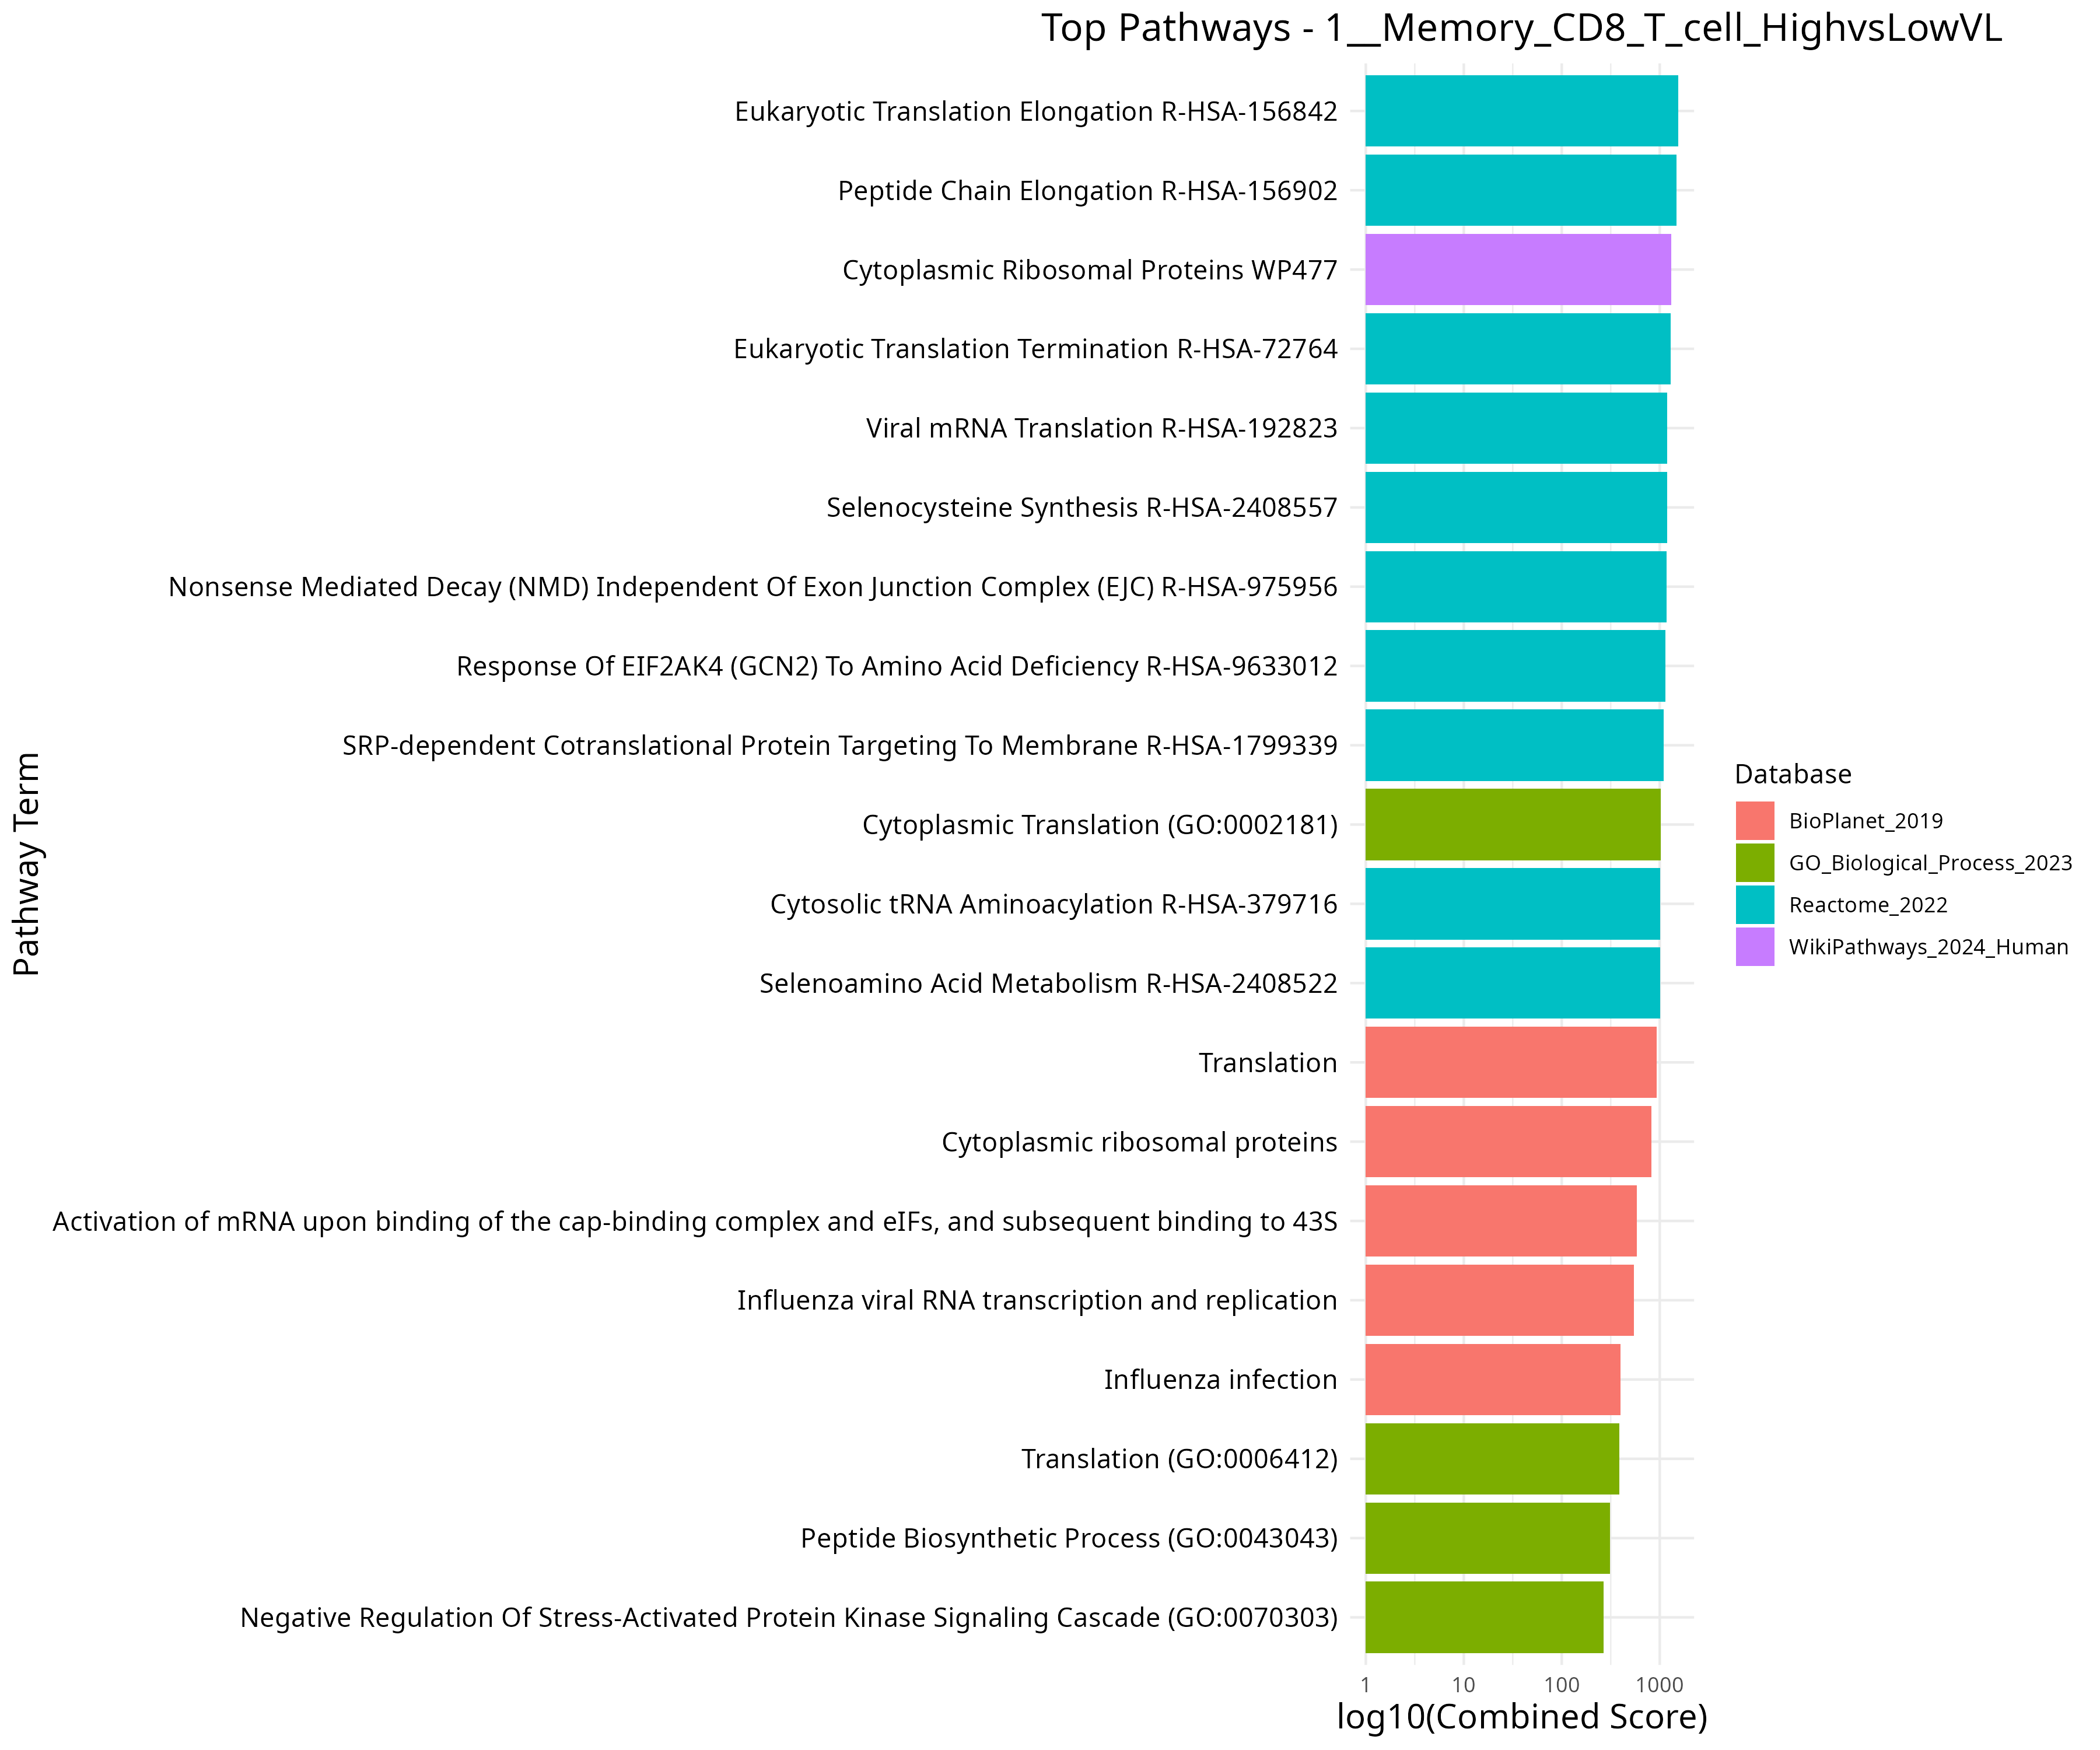 Top Pathways - 1__Memory_CD8_T_cell_HighvsLowVL
Pathway Term
Eukaryotic Translation Elongation R-HSA-156842
Peptide Chain Elongation R-HSA-156902
Cytoplasmic Ribosomal Proteins WP477
Eukaryotic Translation Termination R-HSA-72764
Viral mRNA Translation R-HSA-192823
Selenocysteine Synthesis R-HSA-2408557
Nonsense Mediated Decay (NMD) Independent Of Exon Junction Complex (EJC) R-HSA-975956
Response Of EIF2AK4 (GCN2) To Amino Acid Deficiency R-HSA-9633012
SRP-dependent Cotranslational Protein Targeting To Membrane R-HSA-1799339
Cytoplasmic Translation (GO:0002181)
Cytosolic tRNA Aminoacylation R-HSA-379716
Selenoamino Acid Metabolism R-HSA-2408522
Translation
Cytoplasmic ribosomal proteins
Activation of mRNA upon binding of the cap-binding complex and eIFs, and subsequent binding to 43S
Influenza viral RNA transcription and replication
Influenza infection
Translation (GO:0006412)
Peptide Biosynthetic Process (GO:0043043)
Negative Regulation Of Stress-Activated Protein Kinase Signaling Cascade (GO:0070303)
1 10 100 1000
log10(Combined Score)
Database
BioPlanet_2019
GO_Biological_Process_2023
Reactome_2022
WikiPathways_2024_Human